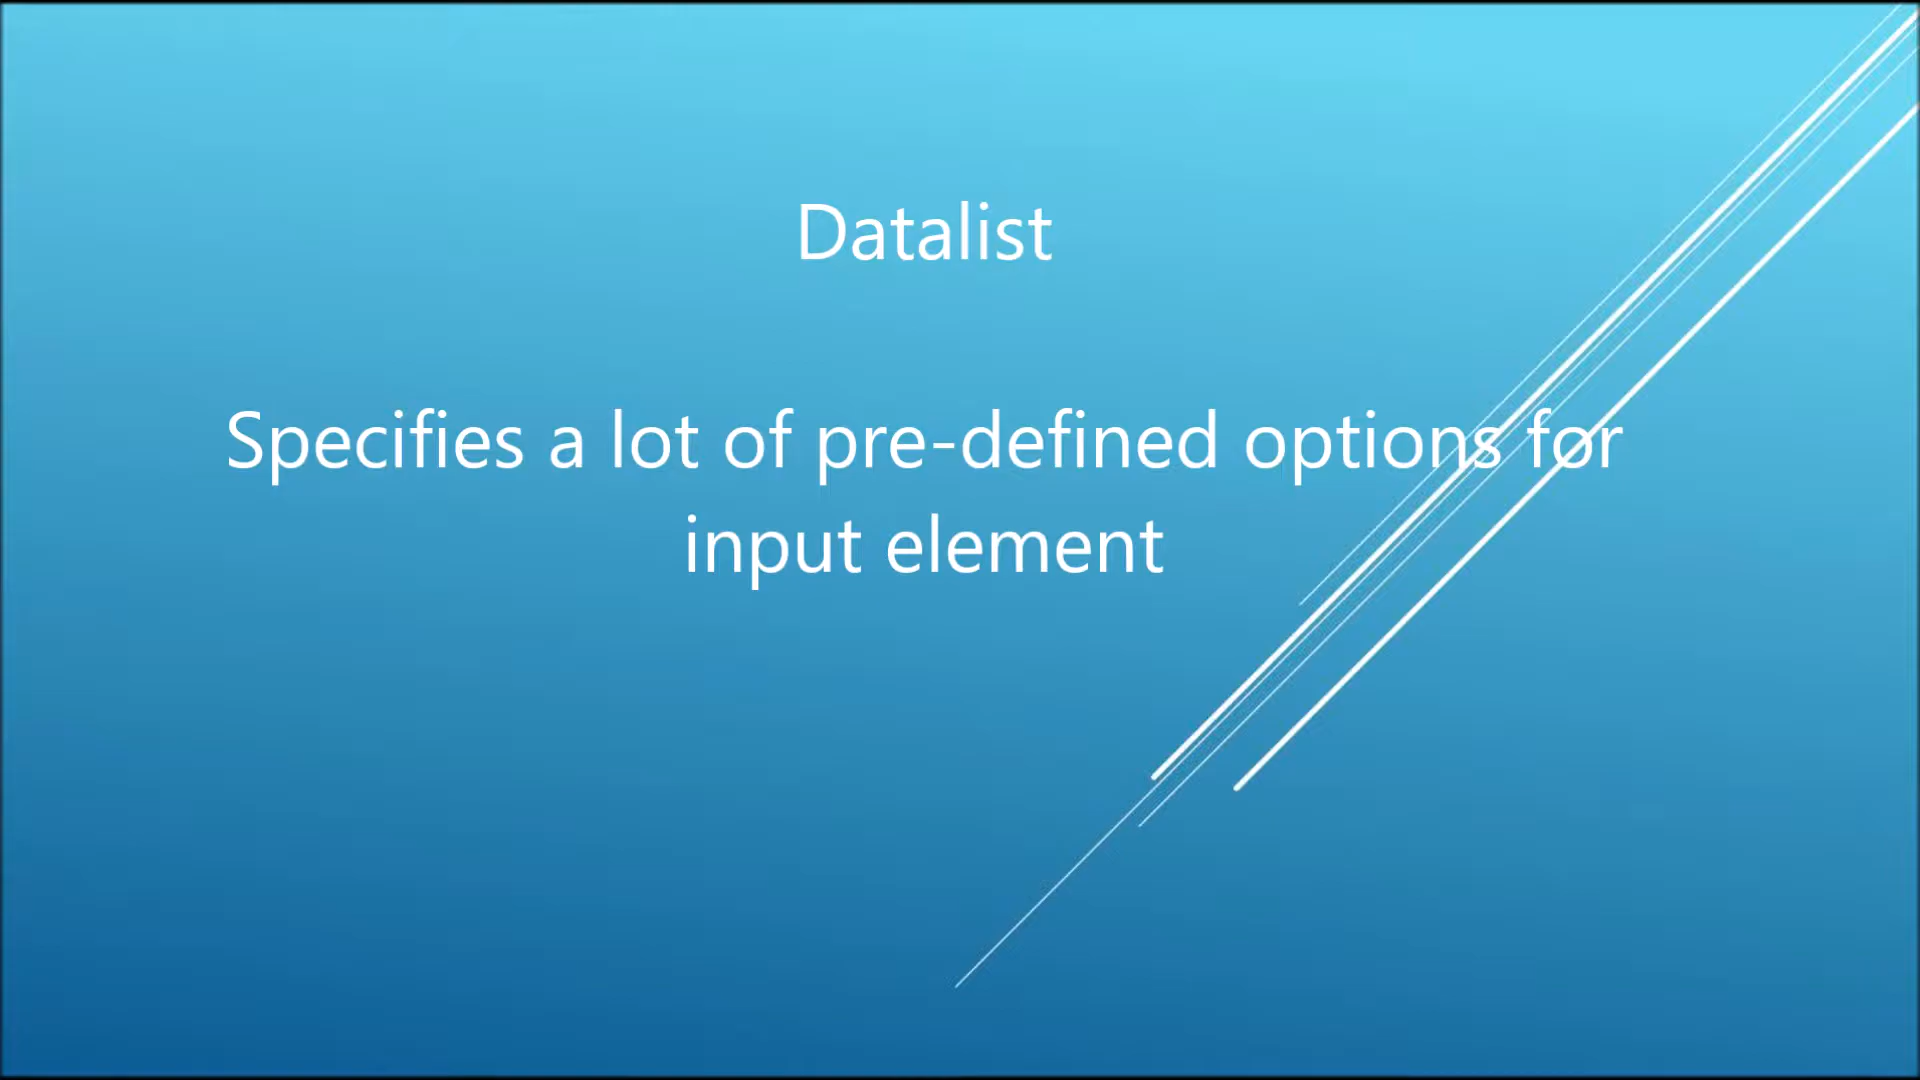 Datalist
Specifies a lot of pre-defined options for
input element